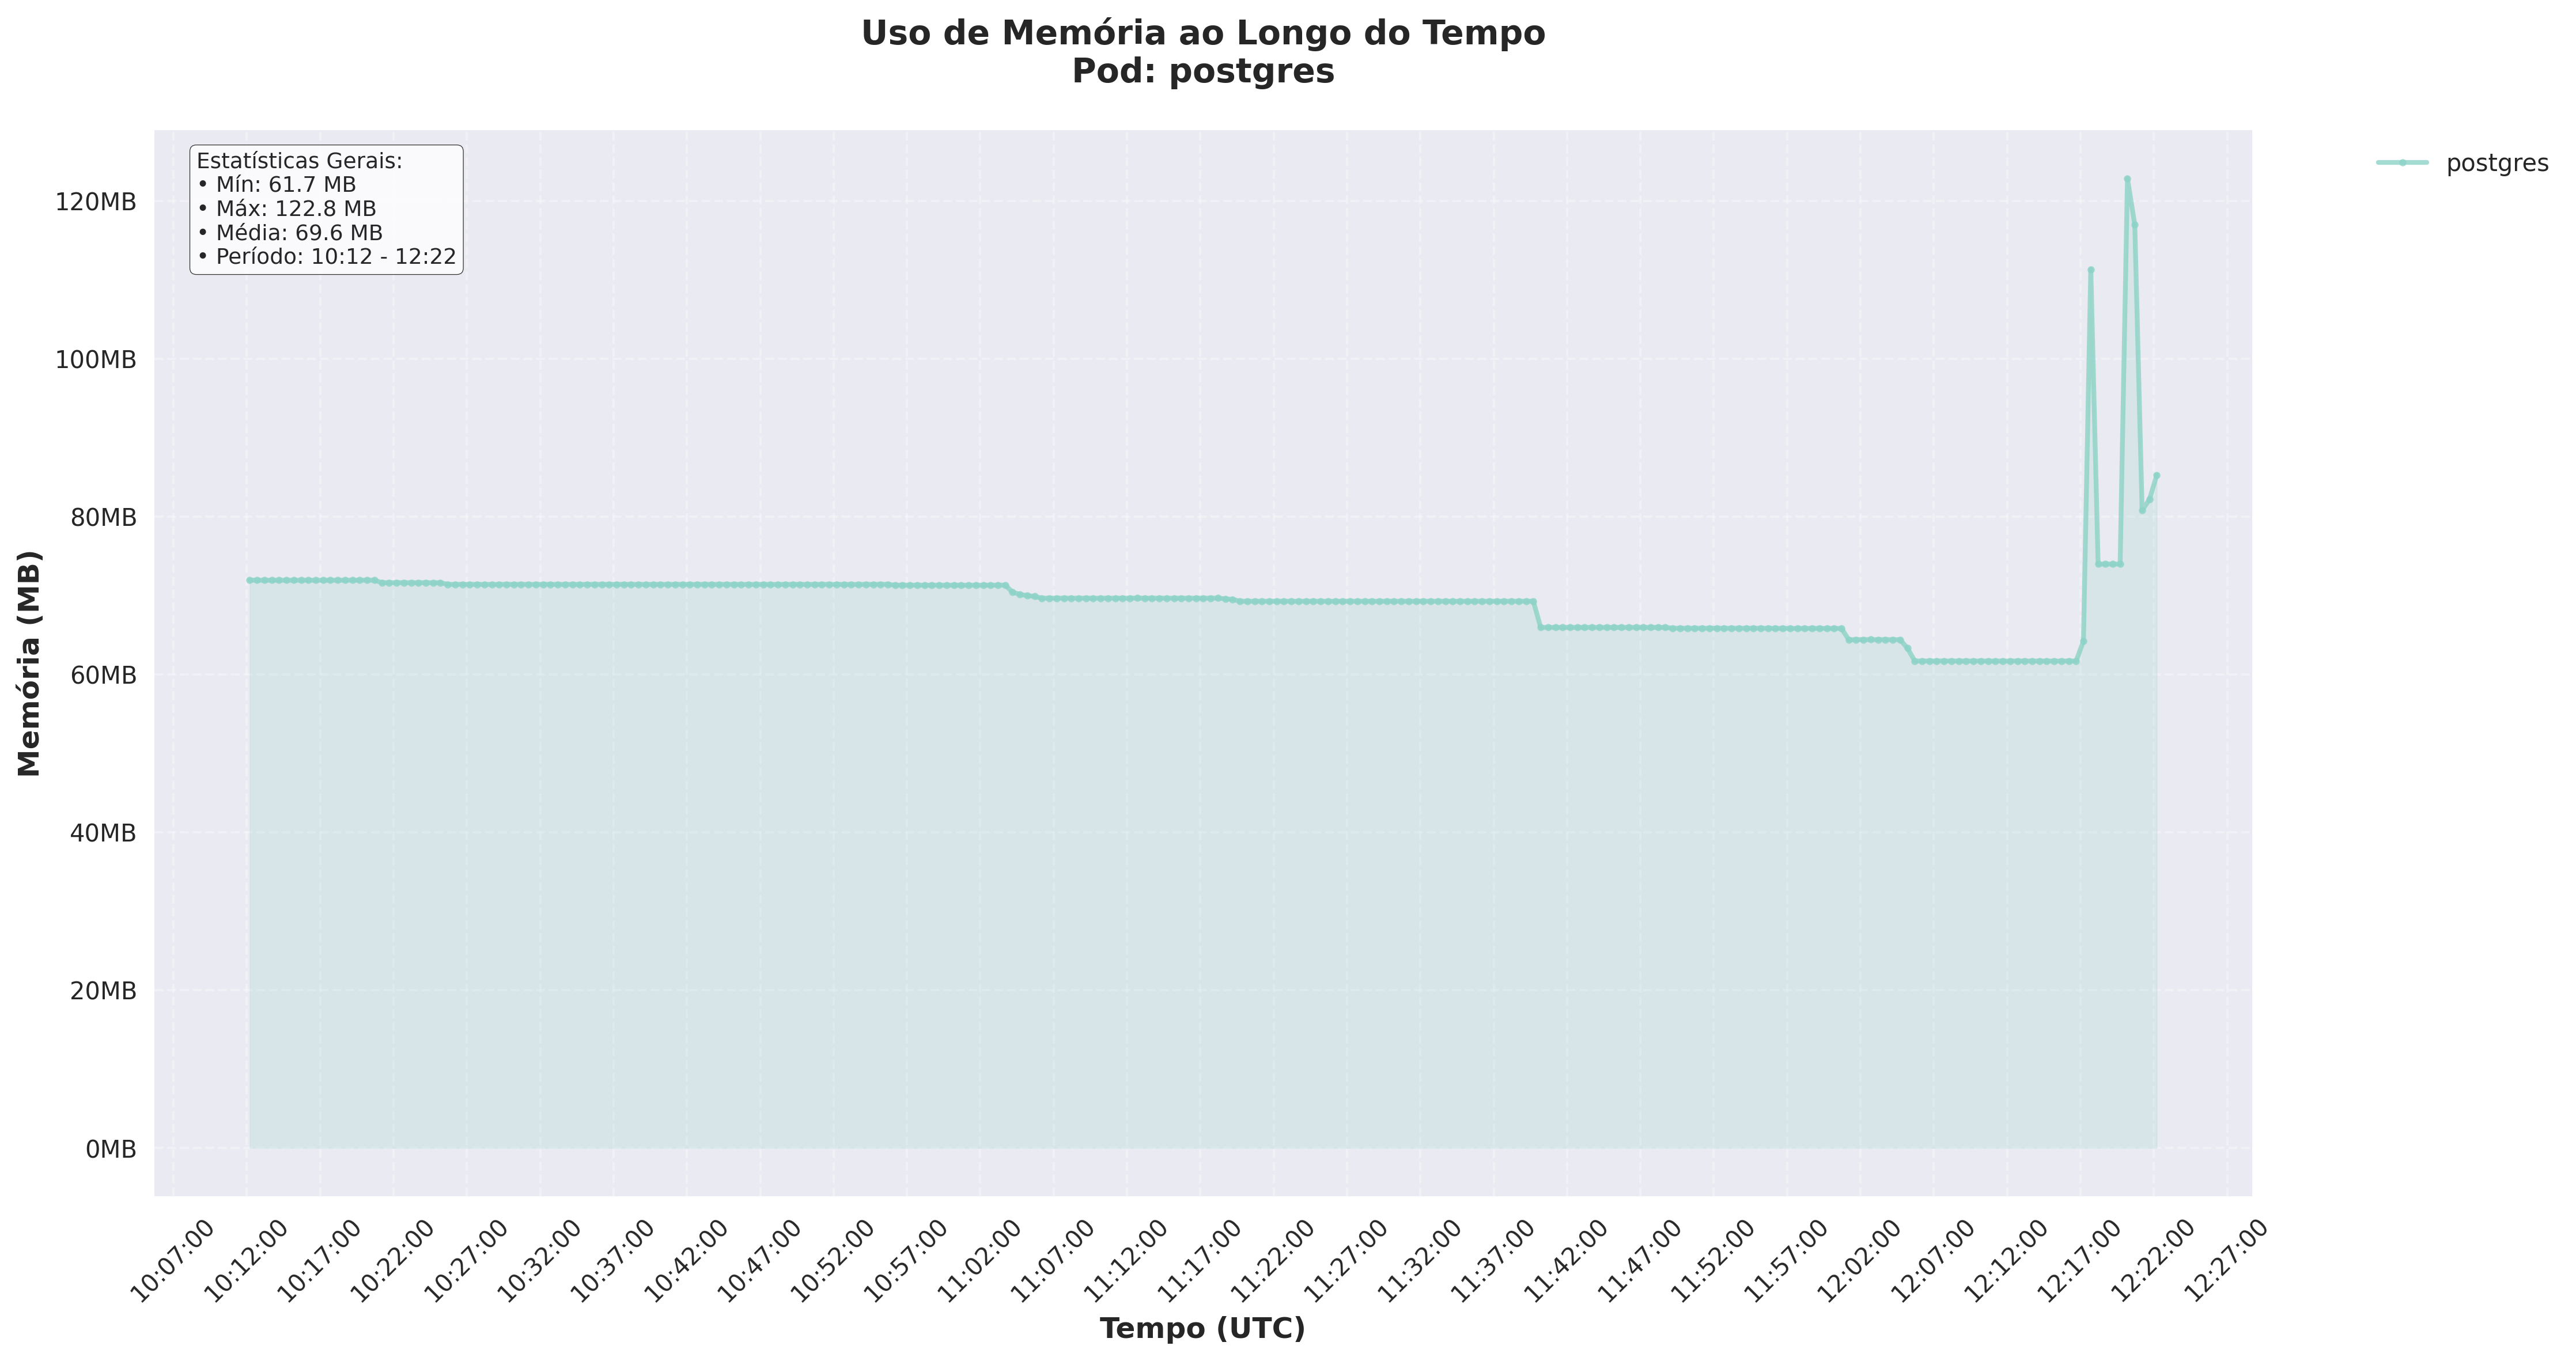 Uso de Memória ao Longo do Tempo
Pod: postgres
Estatísticas Gerais:
• Mín: 61.7 MB
• Máx: 122.8 MB
• Média: 69.6 MB
• Período: 10:12 - 12:22
postgres
120MB
100MB
80MB
60MB
40MB
20MB
0MB
Memória (MB)
10:07:00
10:12:00
10:17:00
10:22:00
10:27:00
10:32:00
10:37:00
10:42:00
10:47:00
10:52:00
10:57:00
11:02:00
11:07:00
11:12:00
11:17:00
11:22:00
11:27:00
11:32:00
11:37:00
11:42:00
11:47:00
11:52:00
11:57:00
12:02:00
12:07:00
12:12:00
12:17:00
12:22:00
12:27:00
Tempo (UTC)